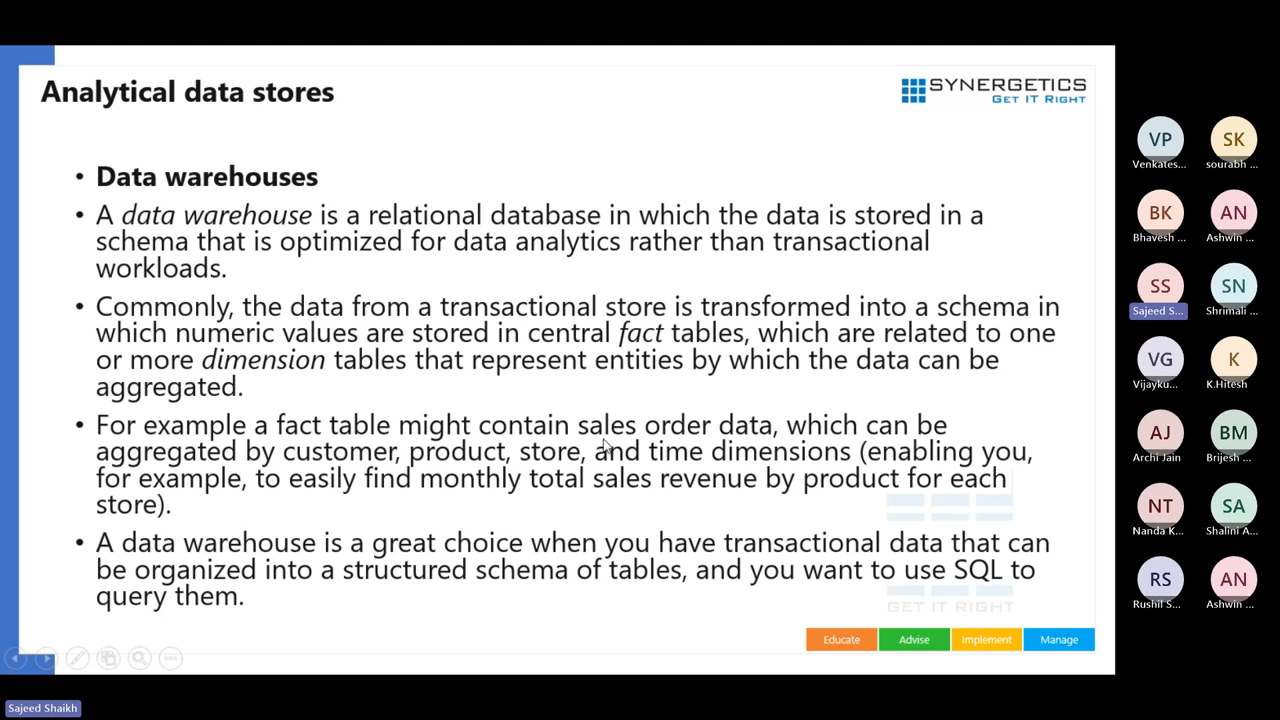 Analytical data stores
SYNERGETICS
GET IT RIGHT
• Data warehouses
• A data warehouse is a relational database in which the data is stored in a
schema that is optimized for data analytics rather than transactional
workloads.
• Commonly, the data from a transactional store is transformed into a schema in
which numeric values are stored in central fact tables, which are related to one
or more dimension tables that represent entities by which the data can be
aggregated.
• For example a fact table might contain sales order data, which can be
aggregated by customer, product, store, and time dimensions (enabling you,
for example, to easily find monthly total sales revenue by product for each
store).
• A data warehouse is a great choice when you have transactional data that can
be organized into a structured schema of tables, and you want to use SQL to
query them.
GET IT RIGHT
Educate Advise Implement Manage
VP SK
Venkates... sourabh ...
BK AN
Bhavesh ... Ashwin ...
SS SN
Sajeed S... Shrimali ...
VG K
Vijayku... K.Hitesh
AJ BM
Archi Jain Brijesh ...
NT SA
Nanda K... Shalini A...
RS AN
Rushil S... Ashwin ...
Sajeed Shaikh